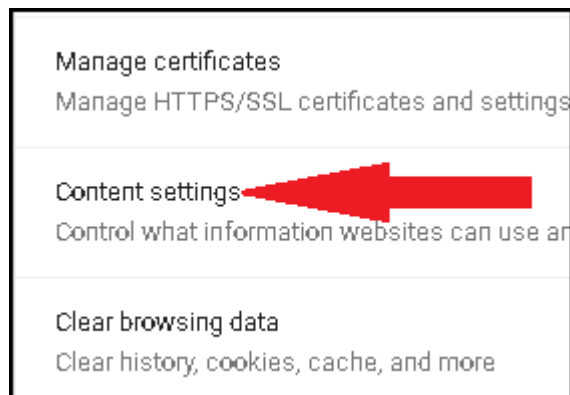 Manage certificates
Manage HTTPS/SSL certificates and settings
Content settings
Control what information websites can use
Clear browsing data
Clear history, cookies, cache, and more